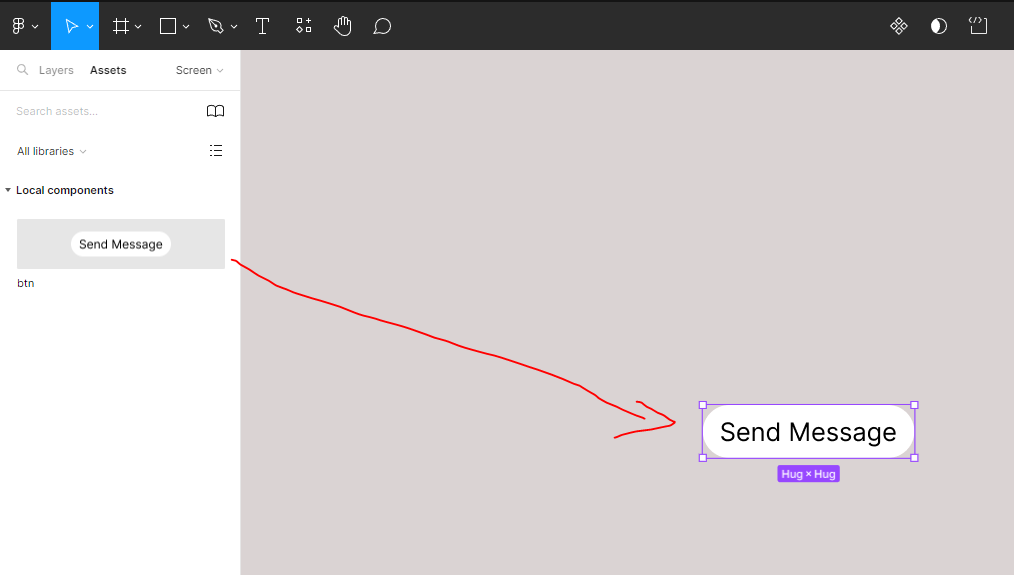 Layers Assets Screen
Search assets...
All libraries
Local components
Send Message
btn
Send Message
Hug × Hug